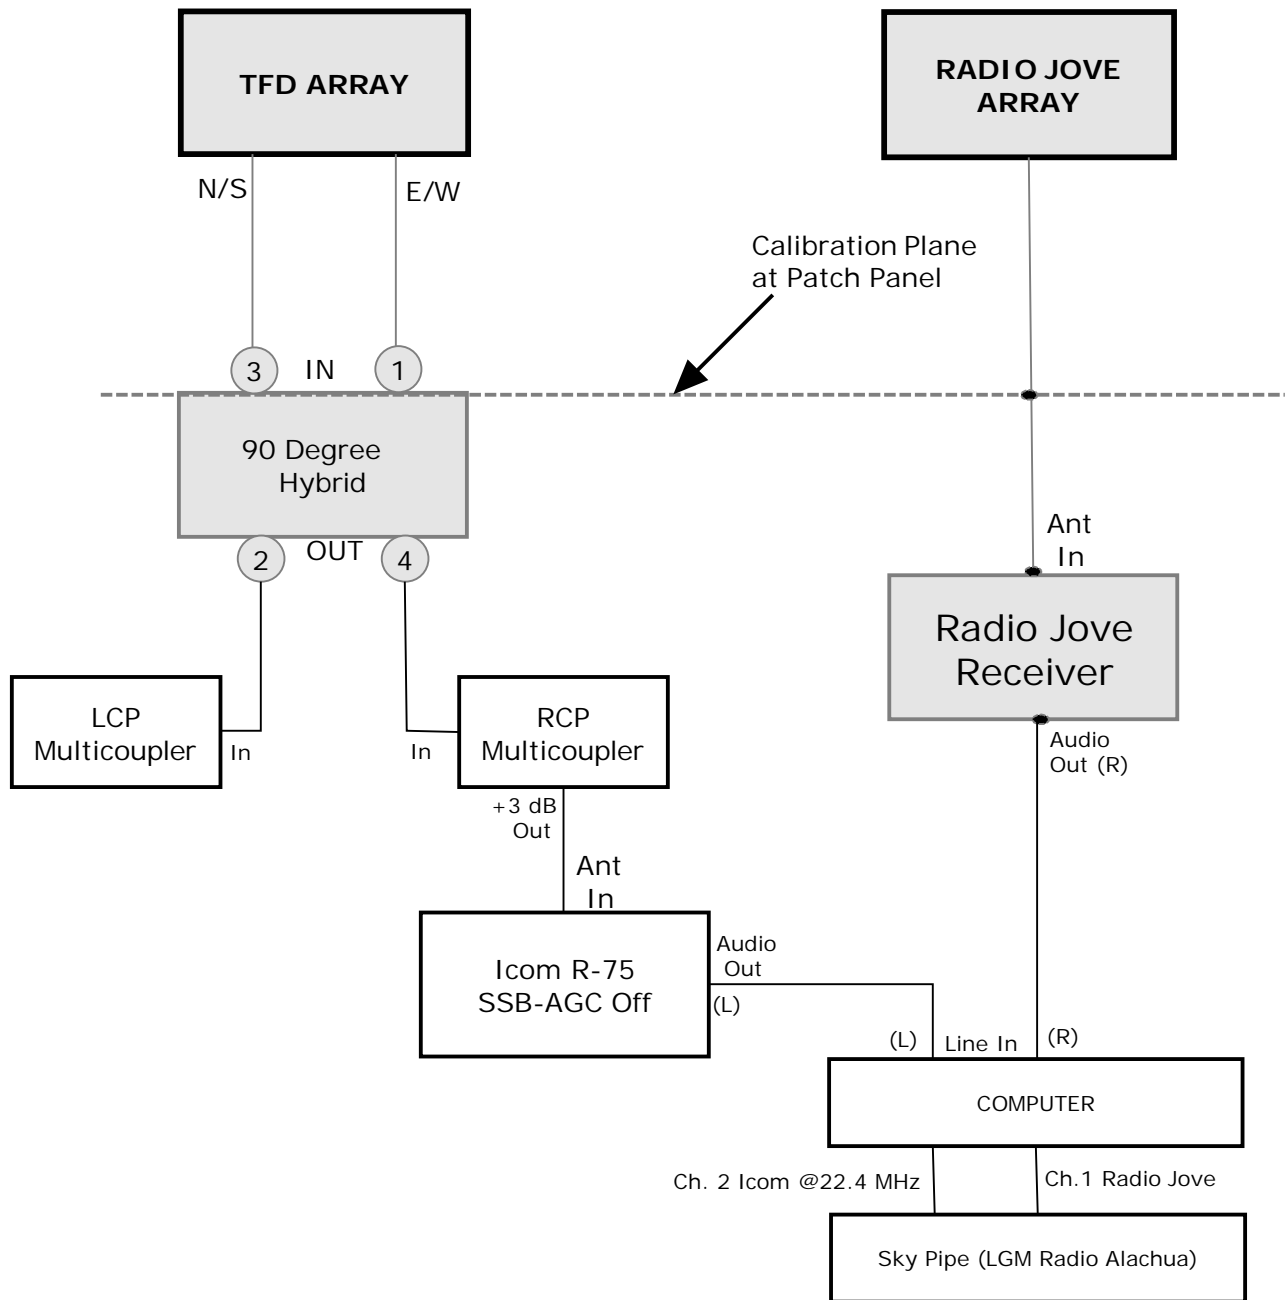 TFD ARRAY
RADIO JOVE
ARRAY
N/S
E/W
Calibration Plane
at Patch Panel
3
IN
1
90 Degree
Hybrid
2
OUT
4
Ant
In
Radio Jove
Receiver
LCP
Multicoupler
In
In
RCP
Multicoupler
Audio
Out (R)
+3 dB
Out
Ant
In
Icom R-75
SSB-AGC Off
Audio
Out
(L)
(L)
Line In
(R)
COMPUTER
Ch. 2 Icom @22.4 MHz
Ch.1 Radio Jove
Sky Pipe (LGM Radio Alachua)